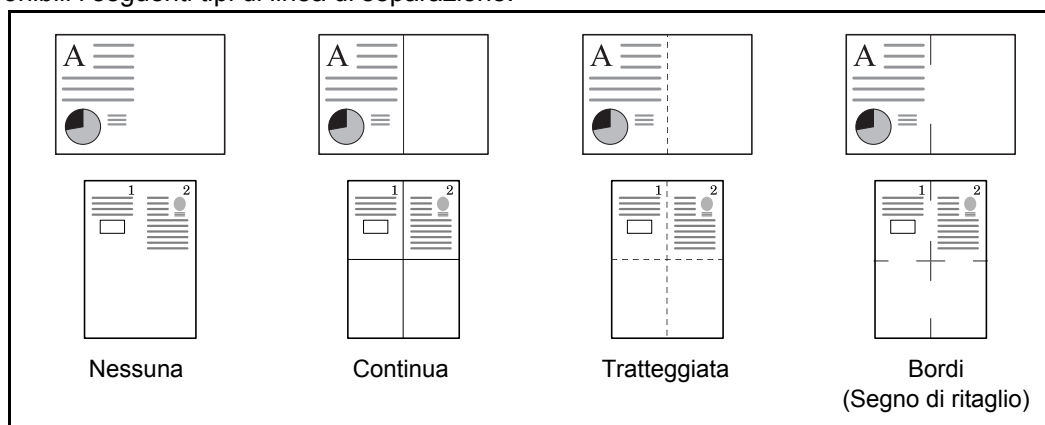 i seguenti tipi di linea di separazione.
A A A A
1 2 1 2 1 2 1 2
Nessuna Continua Tratteggiata Bordi
(Segno di ritaglio)